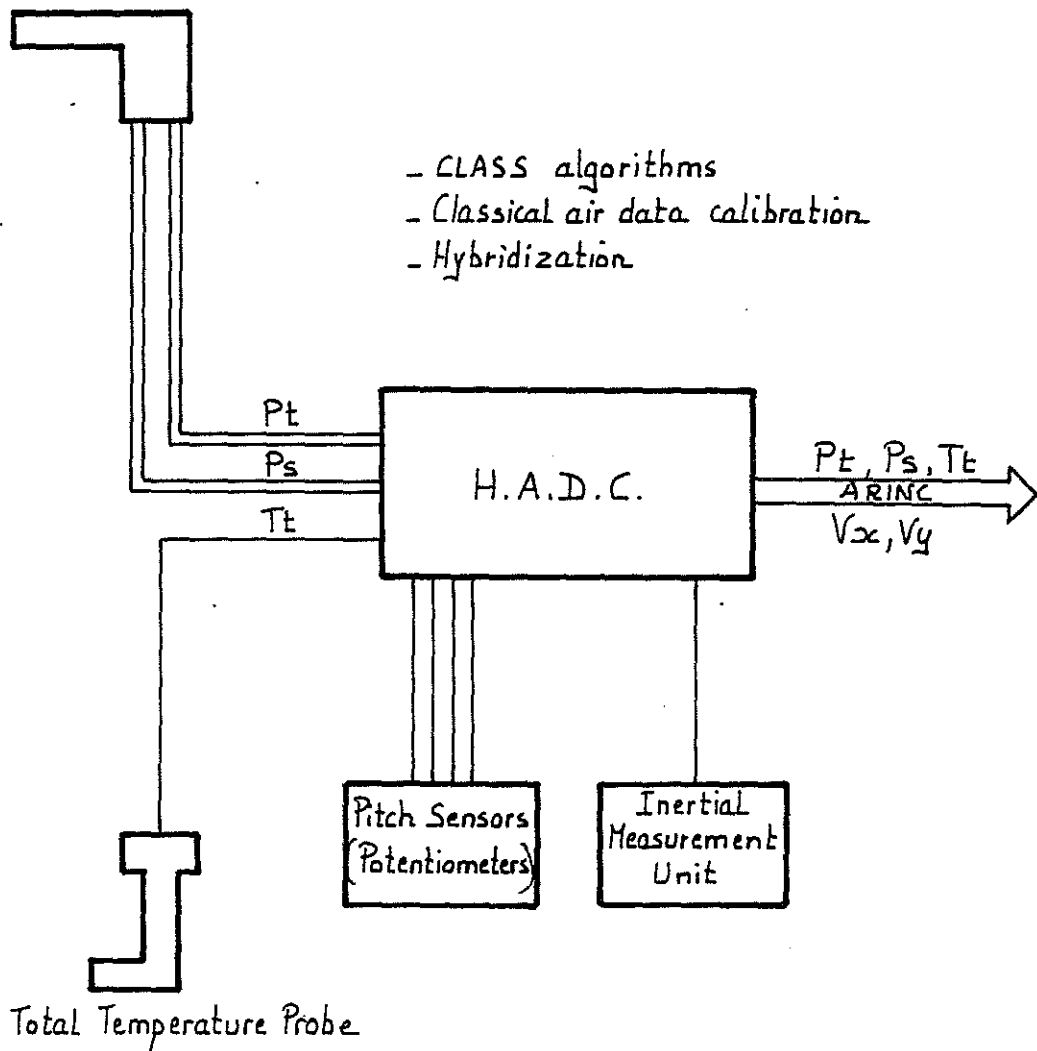 - CLASS algorithms
- Classical air data calibration
- Hybridization
Pt
Ps
Tt
H.A.D.C.
Pt, Ps, Tt
ARINC
Vx, Vy
Pitch Sensors
(Potentiometers)
Inertial
Measurement
Unit
Total Temperature Probe